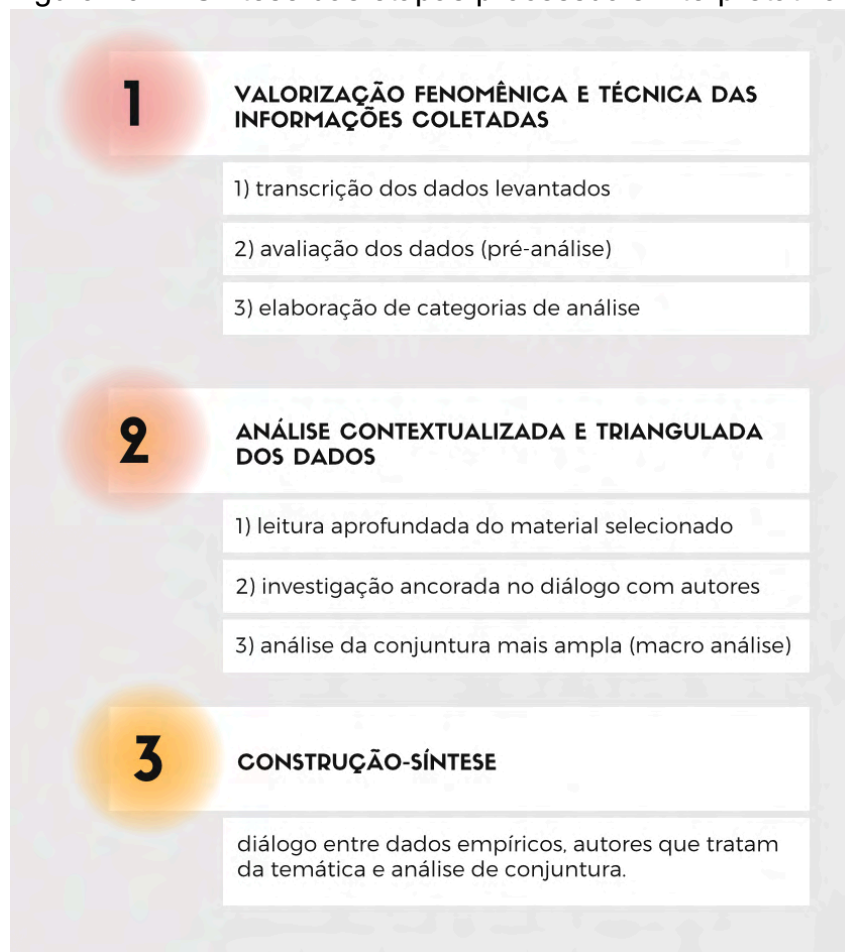 1
VALORIZAÇÃO FENOMÊNICA E TÉCNICA DAS
INFORMAÇÕES COLETADAS
1) transcrição dos dados levantados
2) avaliação dos dados (pré-análise)
3) elaboração de categorias de análise
2
ANÁLISE CONTEXTUALIZADA E TRIANGULADA
DOS DADOS
1) leitura aprofundada do material selecionado
2) investigação ancorada no diálogo com autores
3) análise da conjuntura mais ampla (macro análise)
3
CONSTRUÇÃO-SÍNTESE
diálogo entre dados empíricos, autores que tratam
da temática e análise de conjuntura.